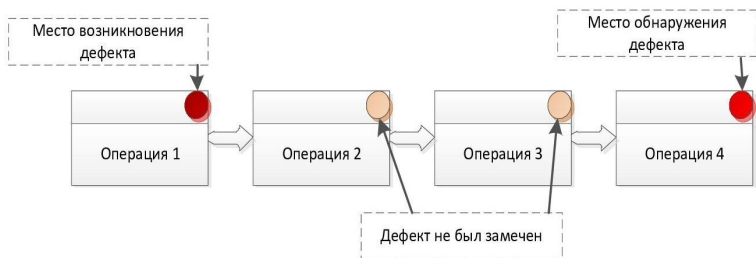 Место возникновения
дефекта
Место обнаружения
дефекта
Операция 1
Операция 2
Операция 3
Операция 4
Дефект не был замечен